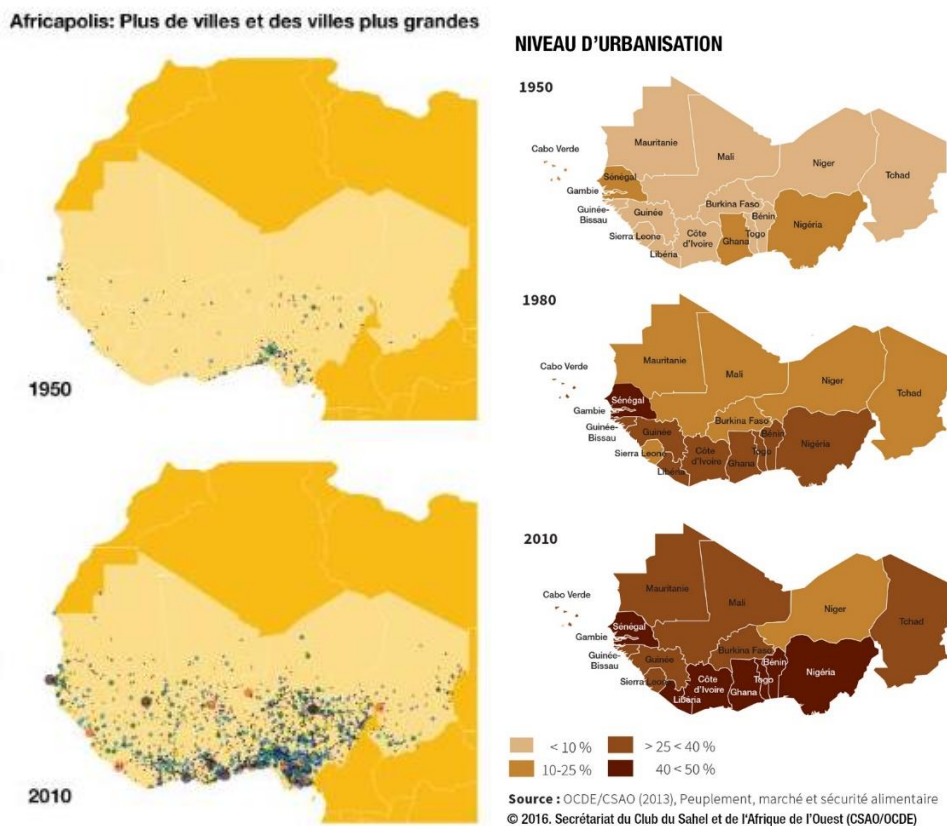 Africapolis: Plus de villes et des villes plus grandes
1950
2010
NIVEAU D'URBANISATION
1950
Cabo Verde
Mauritanie
Mali
Niger
Tchad
Sénégal
Gambie
Guinée-
Bissau
Guinée
Sierra Leone
Libéria
Côte
d'Ivoire
Burkina Faso
Ghana
Togo
Bénin
Nigéria
1980
Cabo Verde
Mauritanie
Mali
Niger
Tchad
Sénégal
Gambie
Guinée-
Bissau
Guinée
Sierra Leone
Libéria
Côte
d'Ivoire
Burkina Faso
Ghana
Togo
Bénin
Nigéria
2010
Cabo Verde
Mauritanie
Mali
Niger
Tchad
Sénégal
Gambie
Guinée-
Bissau
Guinée
Sierra Leone
Libéria
Côte
d'Ivoire
Burkina Faso
Ghana
Togo
Bénin
Nigéria
< 10 %
> 25 < 40 %
10-25 %
40 < 50 %
Source : OCDE/CSAO (2013), Peuplement, marché et sécurité alimentaire
© 2016. Secrétariat du Club du Sahel et de l'Afrique de l'Ouest (CSAO/OCDE)